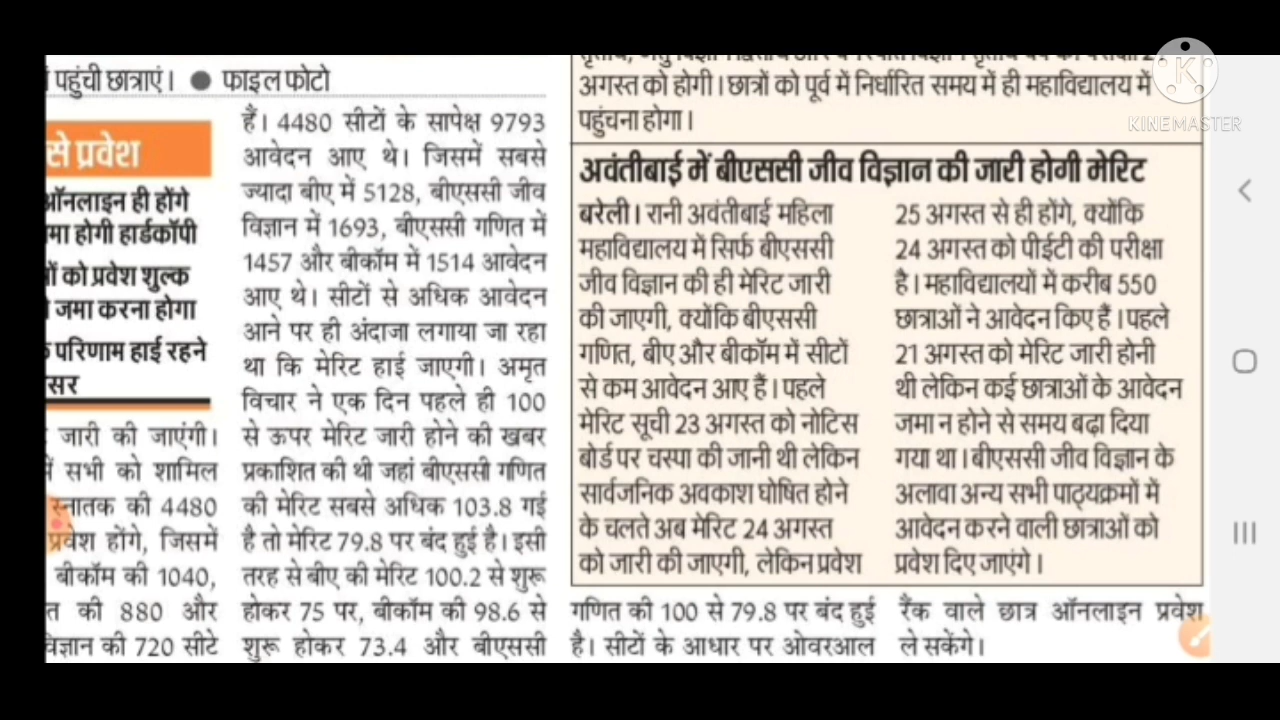 पहुंची छात्राएं। ● फाइल फोटो
से प्रवेश
ऑनलाइन ही होंगे
होगी हार्डकॉपी
को प्रवेश शुल्क
जमा करना होगा
परिणाम हाई रहने
जारी की जाएंगी।
सभी को शामिल
स्नातक की 4480
प्रवेश होंगे, जिसमें
बीकॉम की 1040,
की 880 और
की 720 सीटे
हैं। 4480 सीटों के सापेक्ष 9793
आवेदन आए थे। जिसमें सबसे
ज्यादा बीए में 5128, बीएससी जीव
विज्ञान में 1693, बीएससी गणित में
1457 और बीकॉम में 1514 आवेदन
आए थे। सीटों से अधिक आवेदन
आने पर ही अंदाजा लगाया जा रहा
था कि मेरिट हाई जाएगी। अमृत
विचार ने एक दिन पहले ही 100
से ऊपर मेरिट जारी होने की खबर
प्रकाशित की थी जहां बीएससी गणित
की मेरिट सबसे अधिक 103.8 गई
है तो मेरिट 79.8 पर बंद हुई है। इसी
तरह से बीए की मेरिट 100.2 से शुरू
होकर 75 पर, बीकॉम की 98.6 से
शुरू होकर 73.4 और बीएससी
अगस्त को होगी। छात्रों को पूर्व में निर्धारित समय में ही महाविद्यालय में
पहुंचना होगा।
अवंतीबाई में बीएससी जीव विज्ञान की जारी होगी मेरिट
बरेली। रानी अवंतीबाई महिला
महाविद्यालय में सिर्फ बीएससी
जीव विज्ञान की ही मेरिट जारी
की जाएगी, क्योंकि बीएससी
गणित, बीए और बीकॉम में सीटों
से कम आवेदन आए हैं। पहले
मेरिट सूची 23 अगस्त को नोटिस
बोर्ड पर चस्पा की जानी थी लेकिन
सार्वजनिक अवकाश घोषित होने
के चलते अब मेरिट 24 अगस्त
को जारी की जाएगी, लेकिन प्रवेश
25 अगस्त से ही होंगे, क्योंकि
24 अगस्त को पीईटी की परीक्षा
है। महाविद्यालयों में करीब 550
छात्राओं ने आवेदन किए हैं। पहले
21 अगस्त को मेरिट जारी होनी
थी लेकिन कई छात्राओं के आवेदन
जमा न होने से समय बढ़ा दिया
गया था। बीएससी जीव विज्ञान के
अलावा अन्य सभी पाठ्यक्रमों में
आवेदन करने वाली छात्राओं को
प्रवेश दिए जाएंगे।
गणित की 100 से 79.8 पर बंद हुई
है। सीटों के आधार पर ओवरआल
रैंक वाले छात्र ऑनलाइन प्रवेश
ले सकेंगे।
KINEMASTER